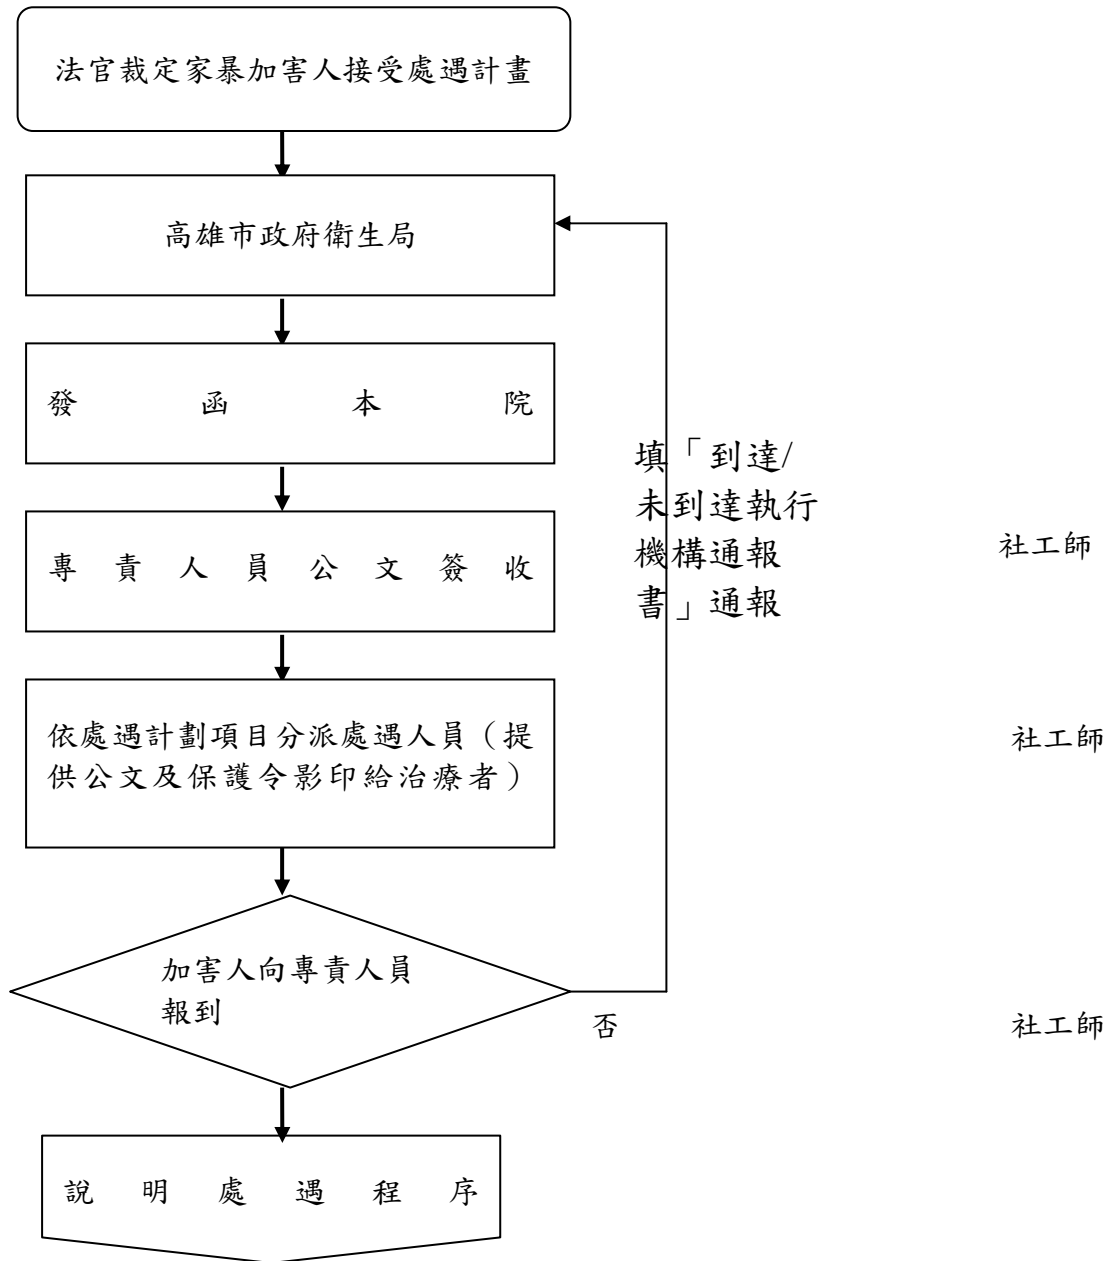 法官裁定家暴加害人接受處遇計畫
高雄市政府衛生局
發函本院
填「到達/
未到達執行
機構通報
書」通報
專責人員公文簽收
社工師
依處遇計劃項目分派處遇人員（提
供公文及保護令影印給治療者）
社工師
加害人向專責人員
報到
否
社工師
說明處遇程序